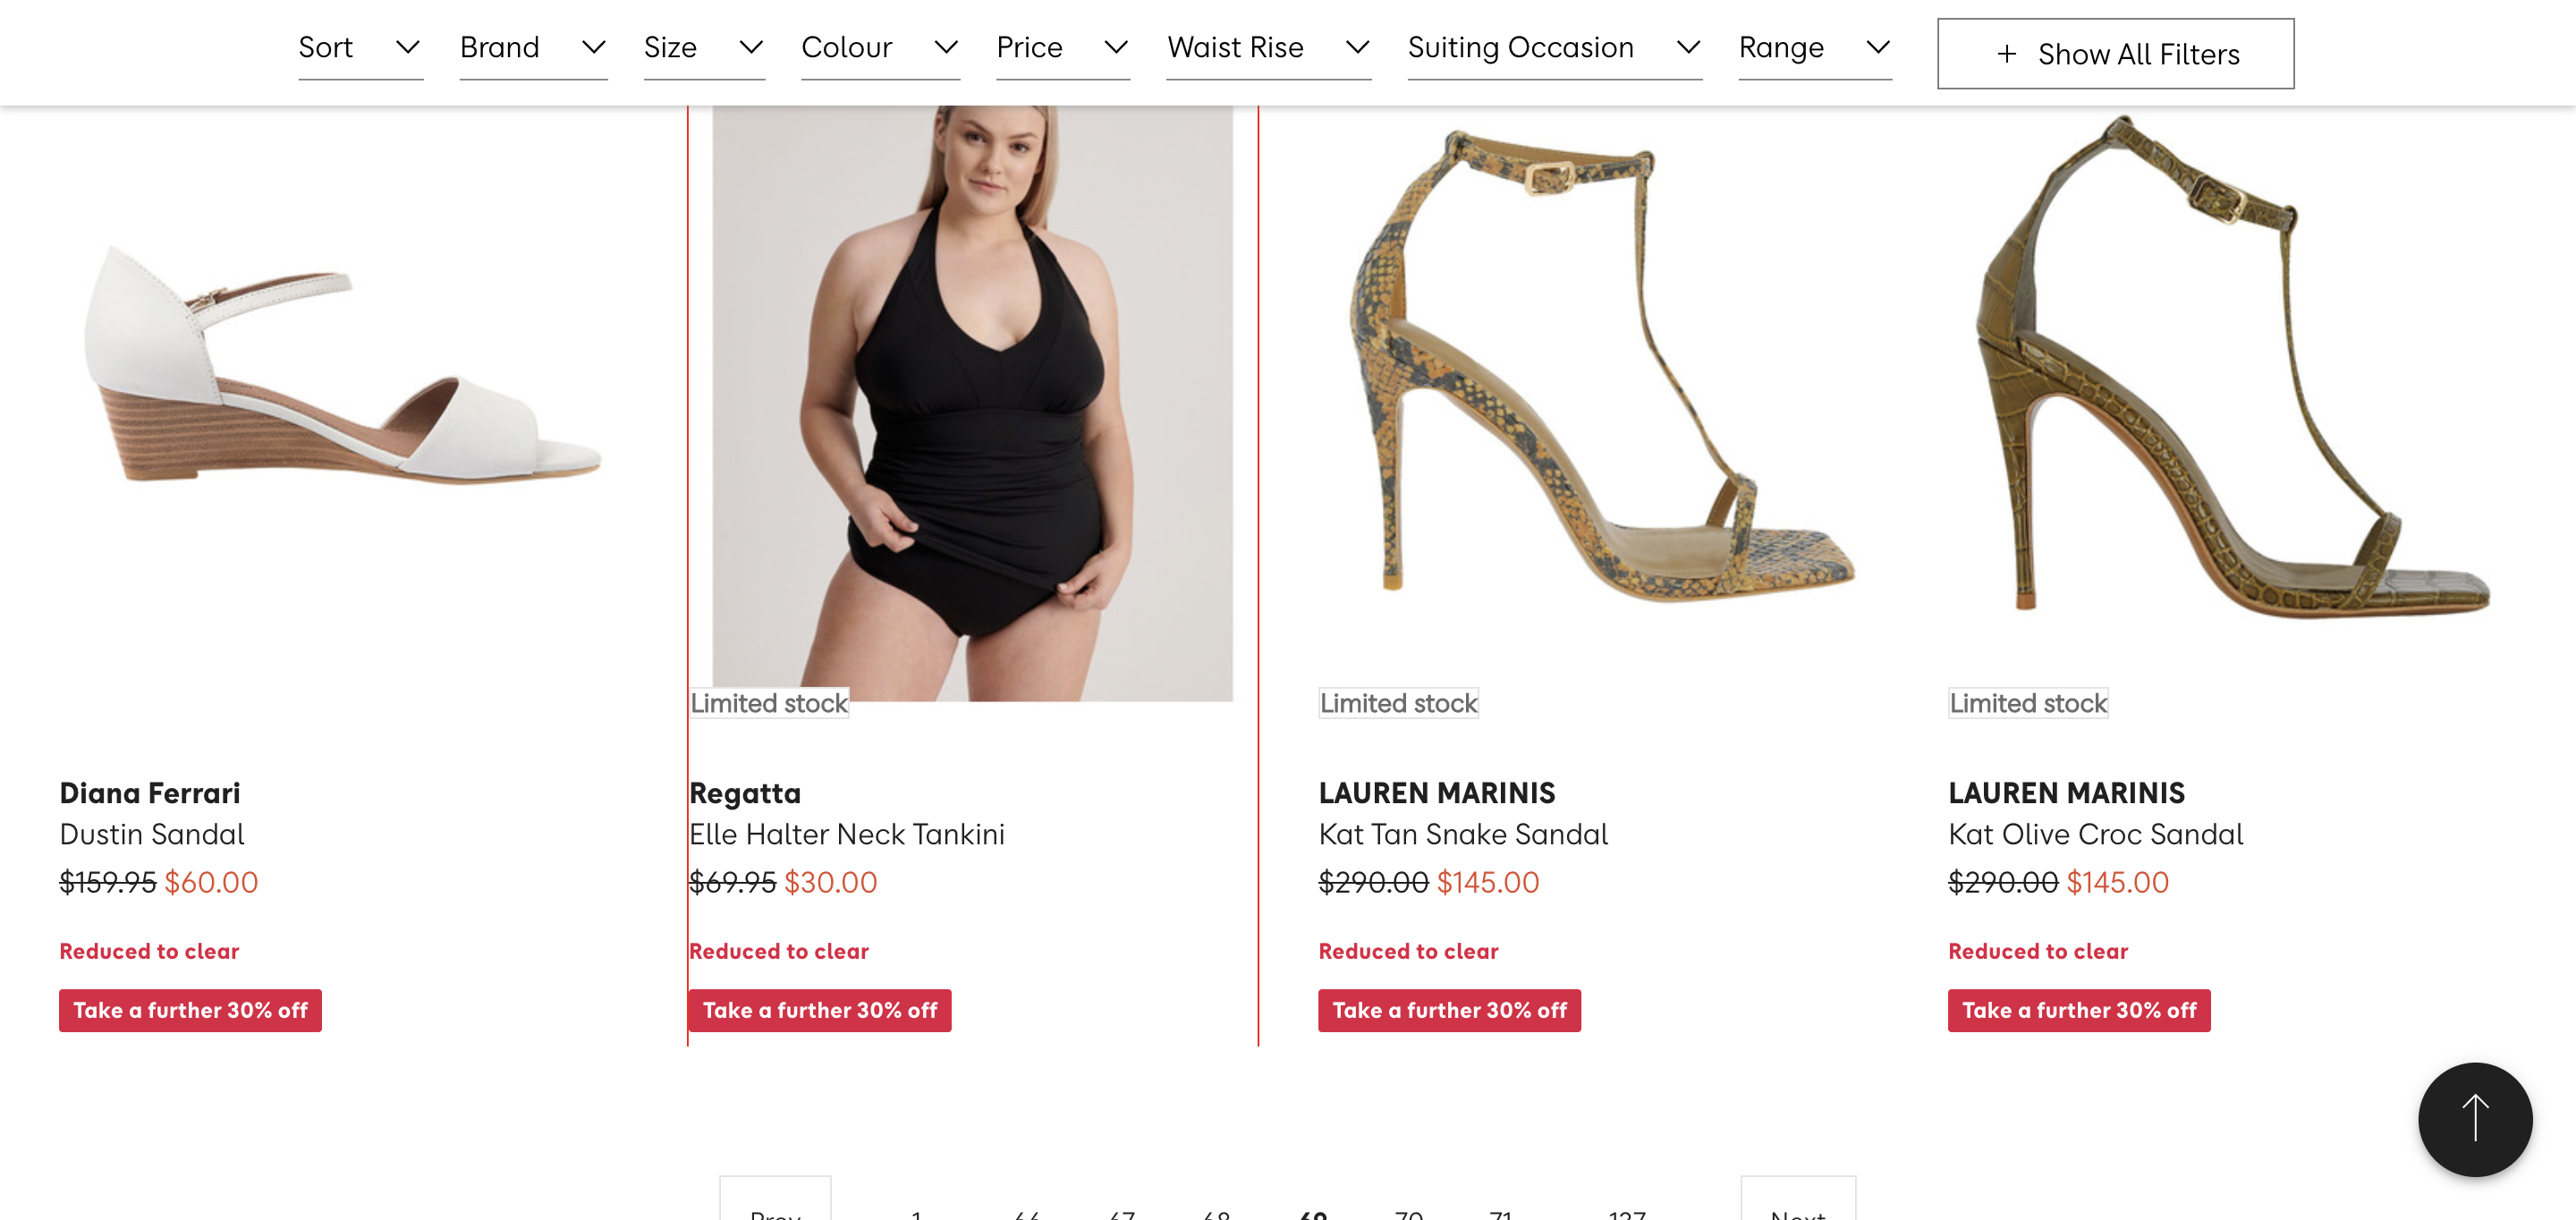 Sort Brand Size Colour Price Waist Rise Suiting Occasion Range + Show All Filters
Limited stock Limited stock Limited stock
Diana Ferrari Regatta LAUREN MARINIS LAUREN MARINIS
Dustin Sandal Elle Halter Neck Tankini Kat Tan Snake Sandal Kat Olive Croc Sandal
$159.95 $60.00 $69.95 $30.00 $290.00 $145.00 $290.00 $145.00
Reduced to clear Reduced to clear Reduced to clear Reduced to clear
Take a further 30% off Take a further 30% off Take a further 30% off Take a further 30% off
Prev 1 66 67 68 69 70 71 Next